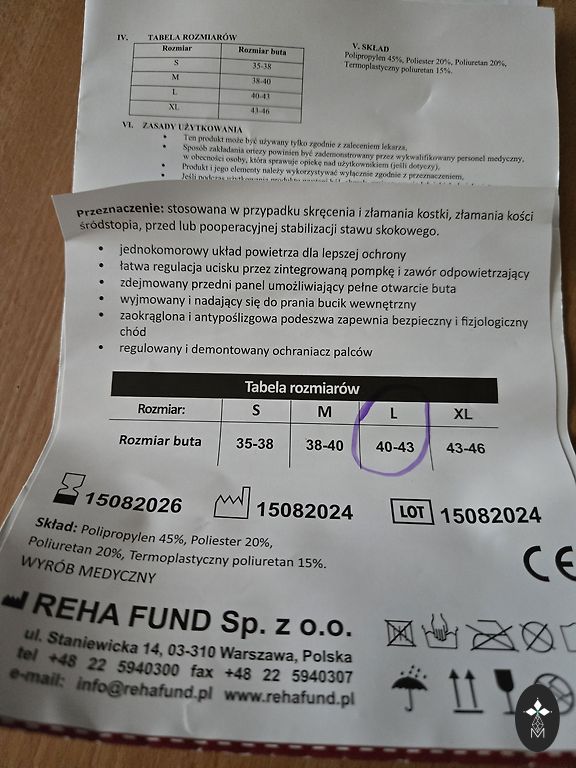 IV. TABELA ROZMIARÓW
Rozmiar Rozmiar buta
S 35-38
M 38-40
L 40-43
XL 43-46
V. SKŁAD
Polipropylen 45%, Poliester 20%, Poliuretan 20%,
Termoplastyczny poliuretan 15%.
VI. ZASADY UŻYTKOWANIA
• Ten produkt może być używany tylko zgodnie z zaleceniem lekarza.
• Sposób zakładania ortezy powinien być zademonstrowany przez wykwalifikowany personel medyczny,
w obecności osoby, która sprawuje opiekę nad użytkownikiem (jeśli dotyczy).
• Produkt i jego elementy należy wykorzystywać wyłącznie zgodnie z przeznaczeniem.
• Jeśli podczas użytkowania produktu
Przeznaczenie: stosowana w przypadku skręcenia i złamania kostki, złamania kości
śródstopia, przed lub pooperacyjnej stabilizacji stawu skokowego.
• jednokomorowy układ powietrza dla lepszej ochrony
• łatwa regulacja ucisku przez zintegrowaną pompkę i zawór odpowietrzający
• zdejmowany przedni panel umożliwiający pełne otwarcie buta
• wyjmowany i nadający się do prania bucik wewnętrzny
• zaokrąglona i antypoślizgowa podeszwa zapewnia bezpieczny i fizjologiczny
chód
• regulowany i demontowany ochraniacz palców
Tabela rozmiarów
Rozmiar: S M L XL
Rozmiar buta 35-38 38-40 40-43 43-46
15082026 15082024 LOT 15082024
Skład: Polipropylen 45%, Poliester 20%,
Poliuretan 20%, Termoplastyczny poliuretan 15%.
WYRÓB MEDYCZNY
CE
REHA FUND Sp. z o.o.
ul. Staniewicka 14, 03-310 Warszawa, Polska
tel +48 22 5940300 fax +48 22 5940307
e-mail: info@rehafund.pl www.rehafund.pl
M